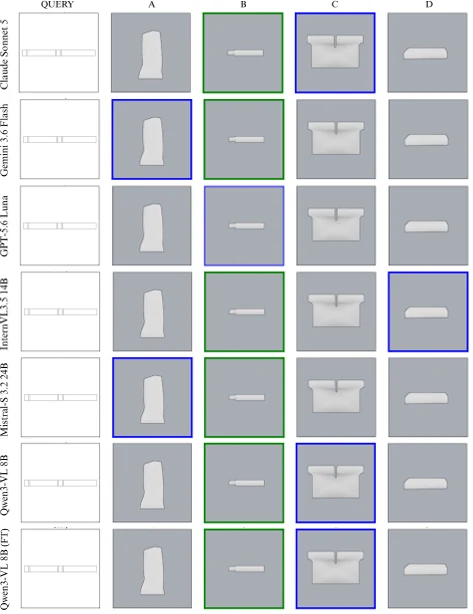 QUERY A B C D
Claude Sonnet 5
Gemini 3.6 Flash
GPT-5.6 Luna
InternVL3.5 14B
Mistral-S 3.2 24B
Qwen3-VL 8B
Qwen3-VL 8B (FT)